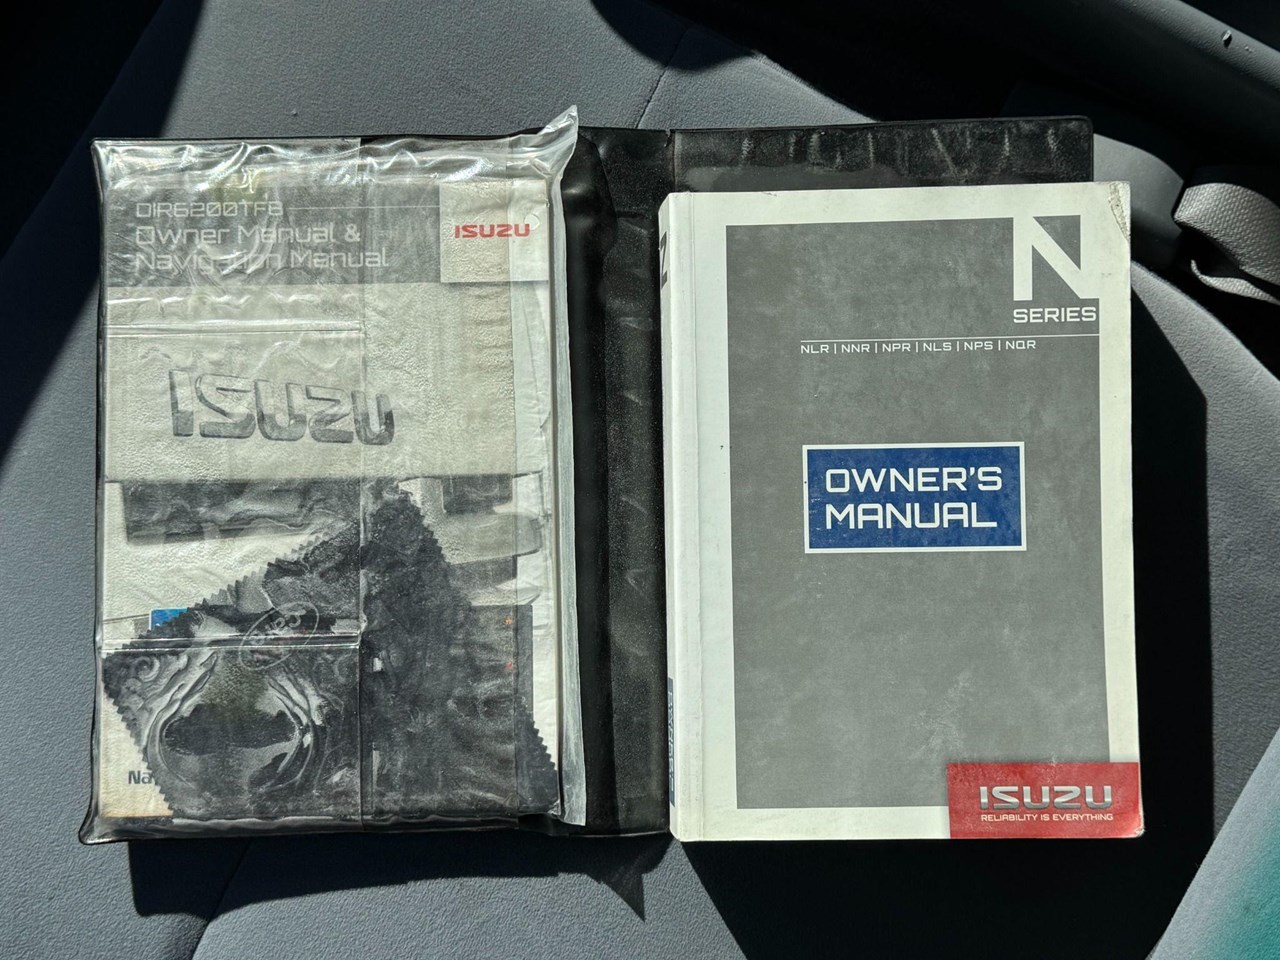 DIR6200TFB
Owner Manual &
Navigation Manual
ISUZU
ISUZU
N
SERIES
NLR | NNR | NPR | NLS | NPS | NQR
OWNER'S
MANUAL
ISUZU
RELIABILITY IS EVERYTHING